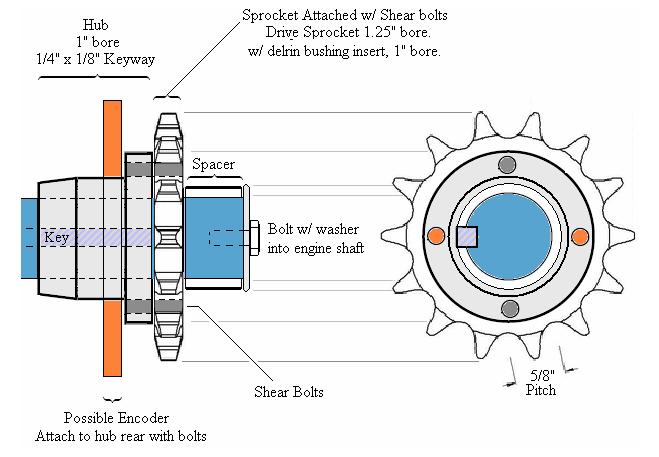 Sprocket Attached w/ Shear bolts
Drive Sprocket 1.25" bore.
w/ delrin bushing insert, 1" bore.
Hub
1" bore
1/4" x 1/8" Keyway
Spacer
Key
Bolt w/ washer
into engine shaft
5/8"
Pitch
Shear Bolts
Possible Encoder
Attach to hub rear with bolts